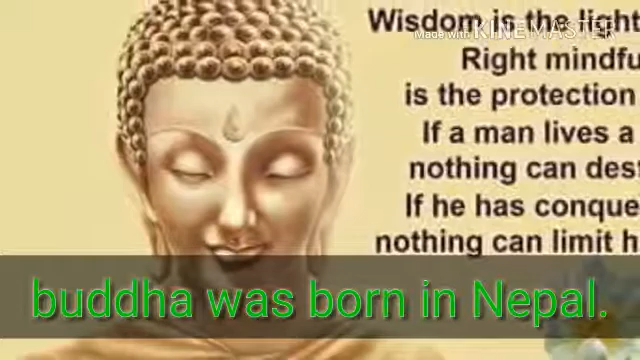 Wisdom is the light
Made with KINEMASTER
Right mindfu
is the protection
If a man lives a
nothing can dest
If he has conque
nothing can limit h
buddha was born in Nepal.